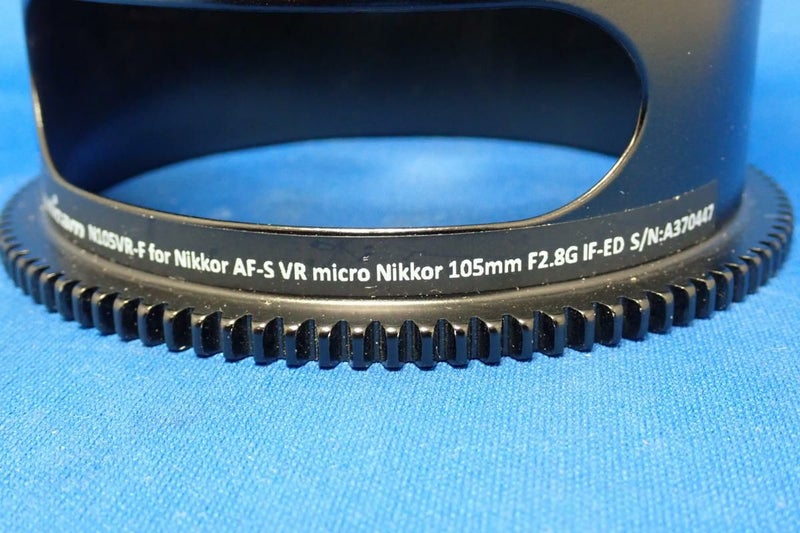 N105VR-F for Nikkor AF-S VR micro Nikkor 105mm F2.8G IF-ED S/N:A370447